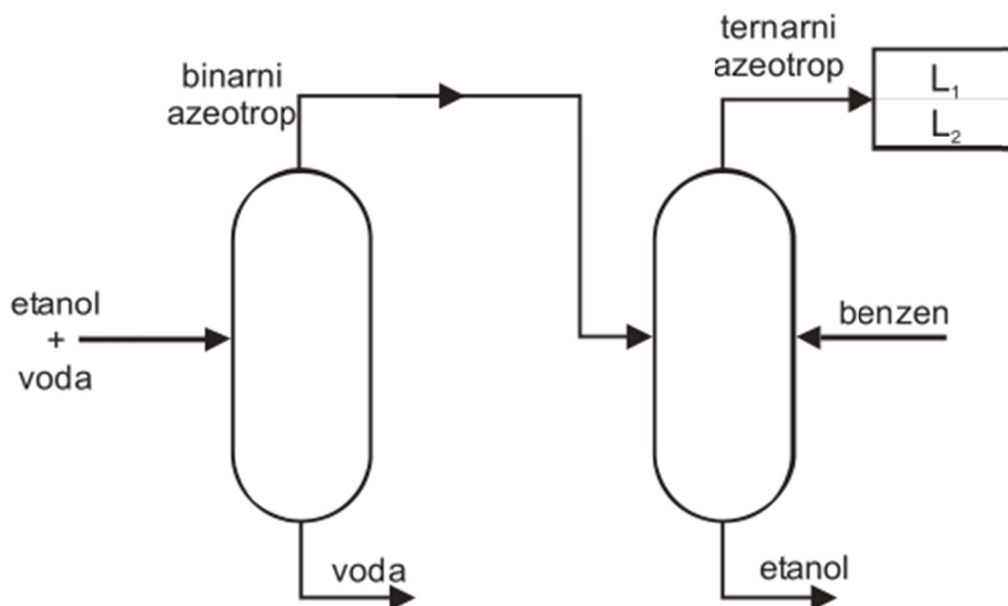 binarni
azeotrop
ternarni
azeotrop
L₁
L₂
etanol
+
voda
benzen
voda
etanol